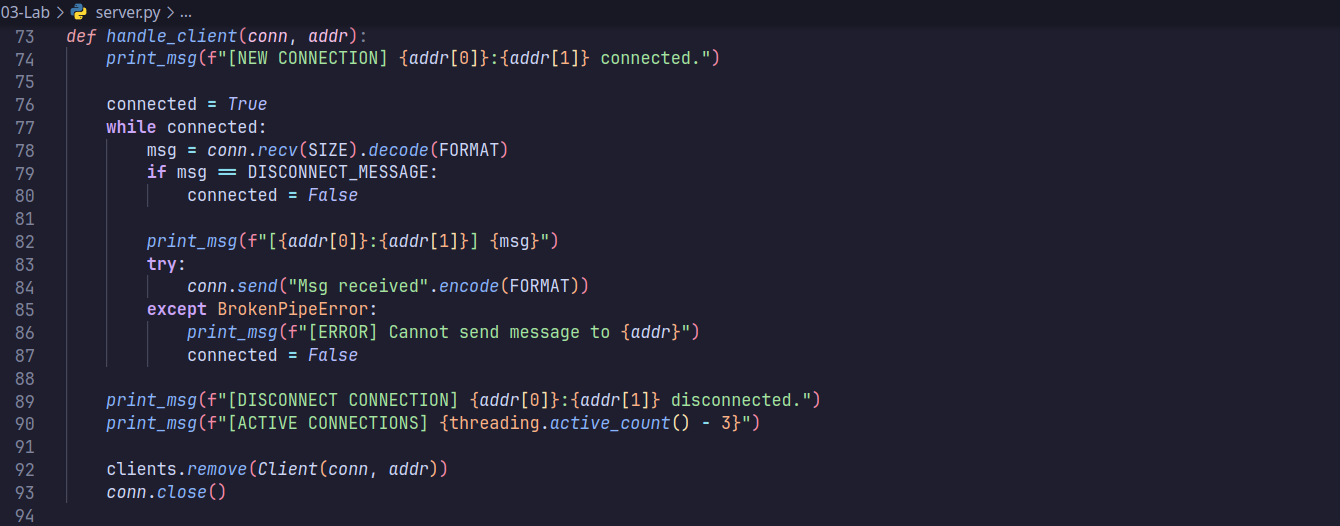 03-Lab > server.py > ...
73 def handle_client(conn, addr):
74     print_msg(f"[NEW CONNECTION] {addr[0]}:{addr[1]} connected.")
75
76     connected = True
77     while connected:
78         msg = conn.recv(SIZE).decode(FORMAT)
79         if msg == DISCONNECT_MESSAGE:
80             connected = False
81
82         print_msg(f"[{addr[0]}:{addr[1]}] {msg}")
83         try:
84             conn.send("Msg received".encode(FORMAT))
85         except BrokenPipeError:
86             print_msg(f"[ERROR] Cannot send message to {addr}")
87             connected = False
88
89     print_msg(f"[DISCONNECT CONNECTION] {addr[0]}:{addr[1]} disconnected.")
90     print_msg(f"[ACTIVE CONNECTIONS] {threading.active_count() - 3}")
91
92     clients.remove(Client(conn, addr))
93     conn.close()
94